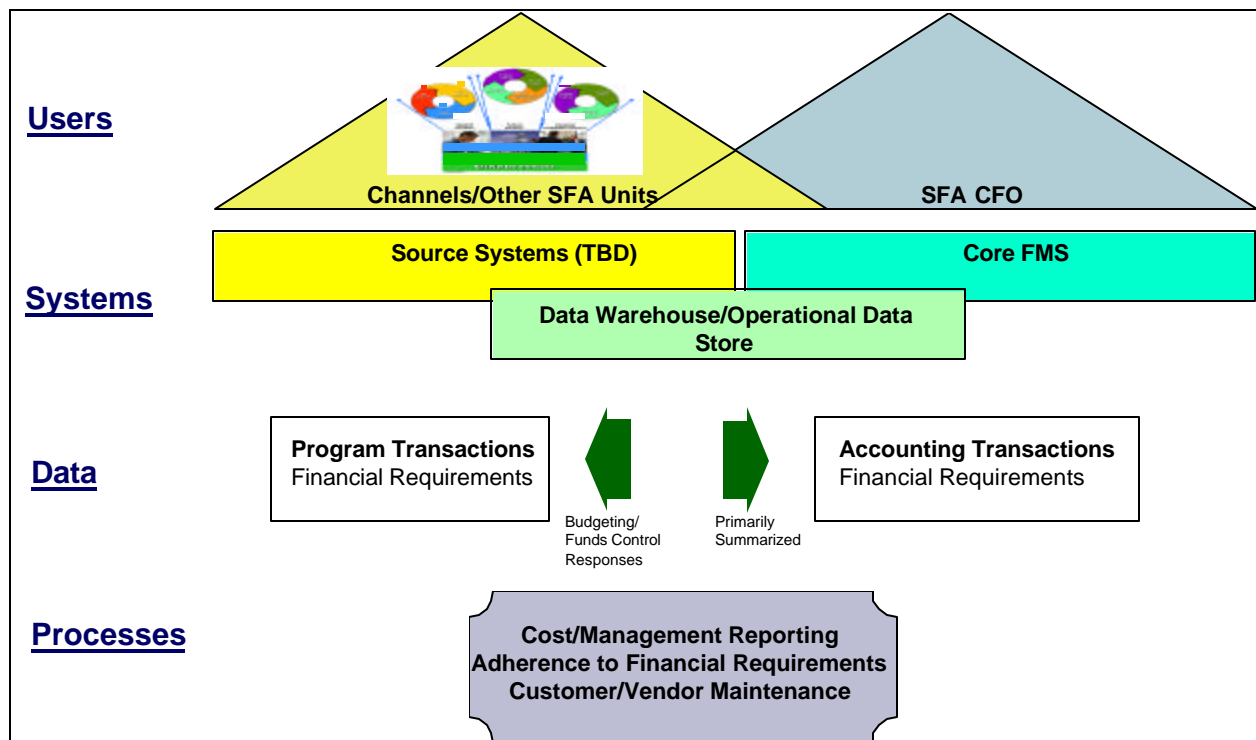 Users
Channels/Other SFA Units
SFA CFO
Systems
Source Systems (TBD)
Core FMS
Data Warehouse/Operational Data
Store
Data
Program Transactions
Financial Requirements
Accounting Transactions
Financial Requirements
Budgeting/
Funds Control
Responses
Primarily
Summarized
Processes
Cost/Management Reporting
Adherence to Financial Requirements
Customer/Vendor Maintenance